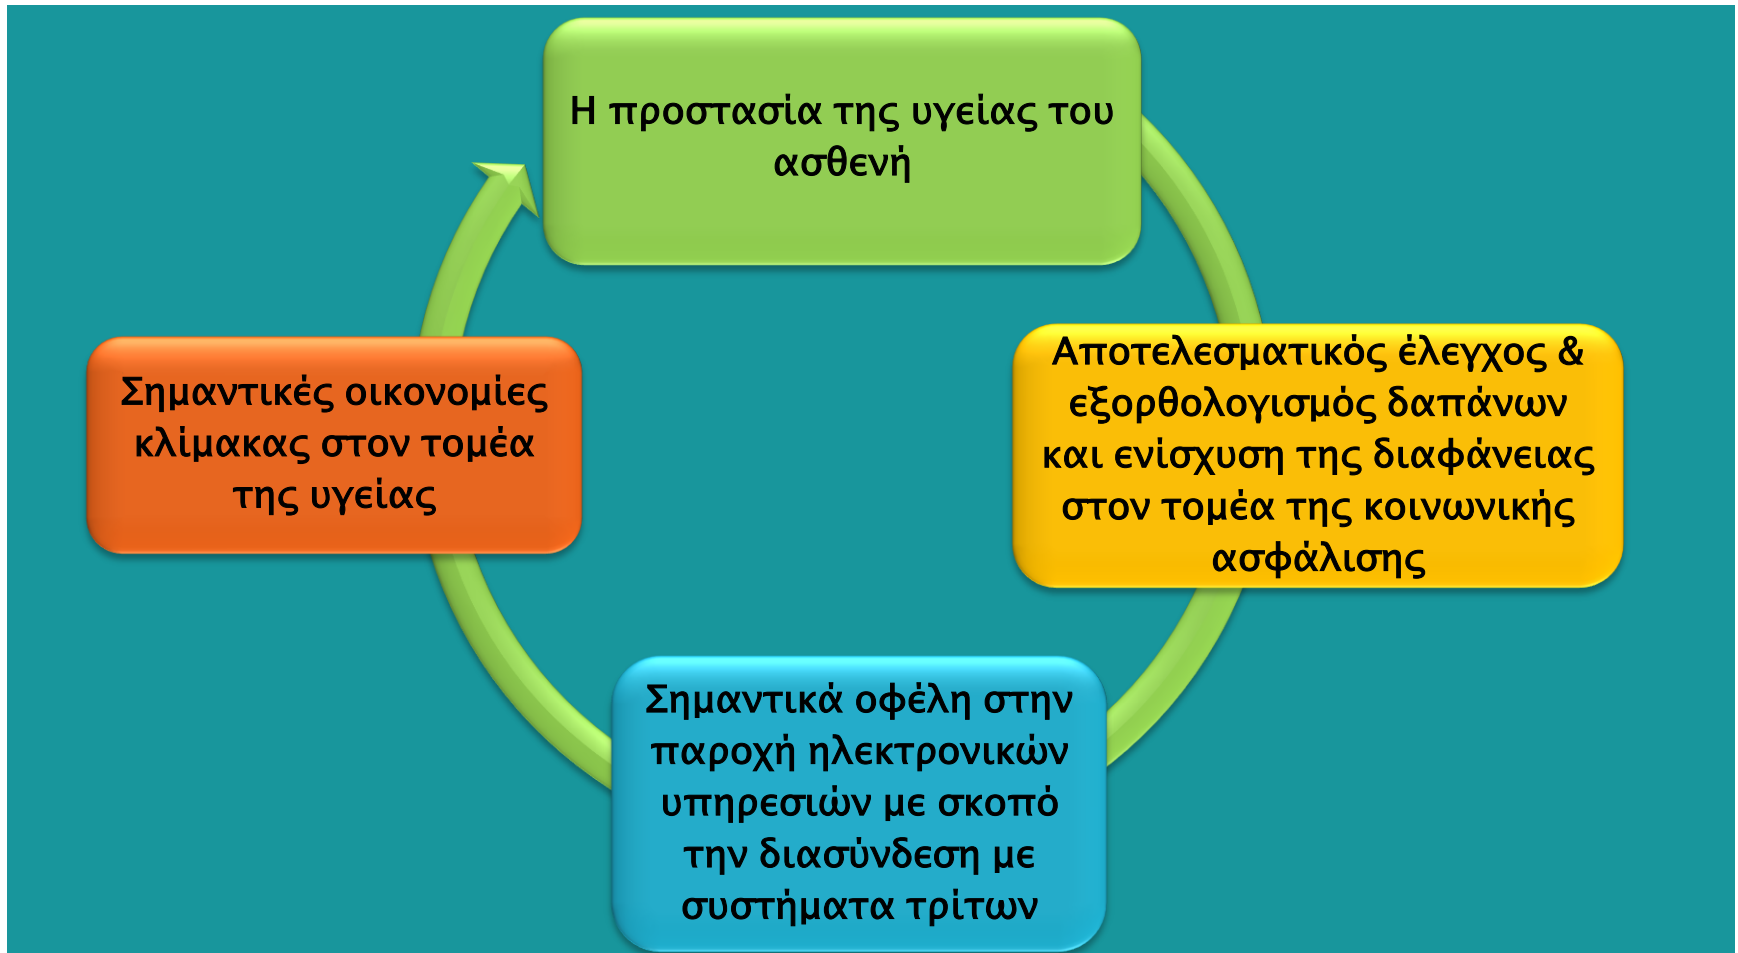 Η προστασία της υγείας του
ασθενή
Αποτελεσματικός έλεγχος &
εξορθολογισμός δαπάνων
και ενίσχυση της διαφάνειας
στον τομέα της κοινωνικής
ασφάλισης
Σημαντικά οφέλη στην
παροχή ηλεκτρονικών
υπηρεσιών με σκοπό
την διασύνδεση με
συστήματα τρίτων
Σημαντικές οικονομίες
κλίμακας στον τομέα
της υγείας